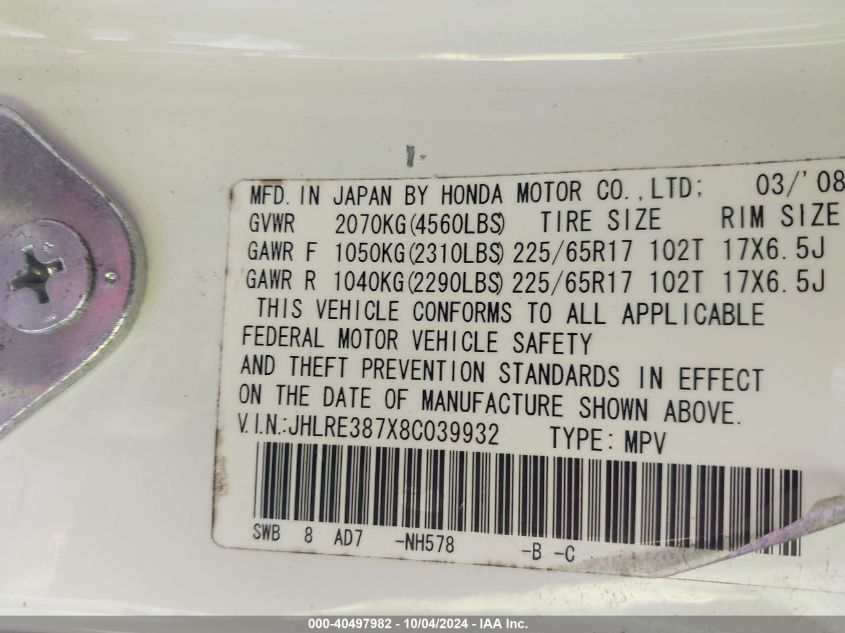 MFD. IN JAPAN BY HONDA MOTOR CO.,LTD; 03/'08
GVWR 2070KG(4560LBS) TIRE SIZE RIM SIZE
GAWR F 1050KG(2310LBS) 225/65R17 102T 17X6.5J
GAWR R 1040KG(2290LBS) 225/65R17 102T 17X6.5J
THIS VEHICLE CONFORMS TO ALL APPLICABLE
FEDERAL MOTOR VEHICLE SAFETY
AND THEFT PREVENTION STANDARDS IN EFFECT
ON THE DATE OF MANUFACTURE SHOWN ABOVE.
V.I.N.:JHLRE387X8C039932 TYPE: MPV
SWB 8 AD7 -NH578 -B -C
000-40497982 - 10/04/2024 - IAA Inc.